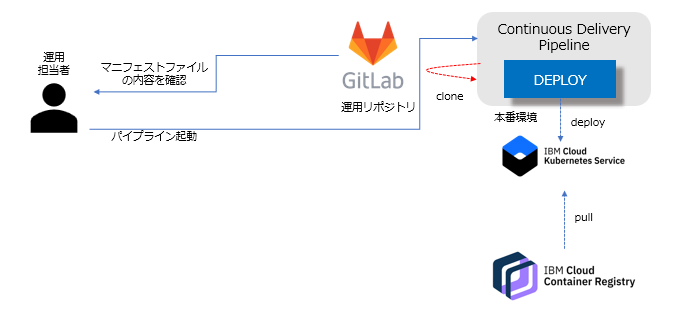 運用
担当者
マニフェストファイル
の内容を確認
パイプライン起動
GitLab
運用リポジトリ
Continuous Delivery
Pipeline
DEPLOY
clone
本番環境
deploy
IBM Cloud
Kubernetes Service
pull
IBM Cloud
Container Registry